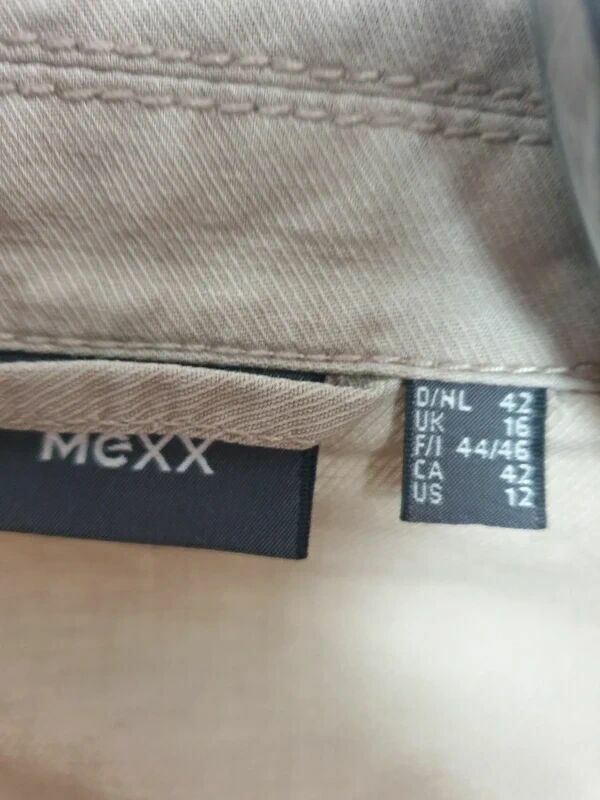 MEXX
D/NL 42
UK 16
F/I 44/46
CA 42
US 12